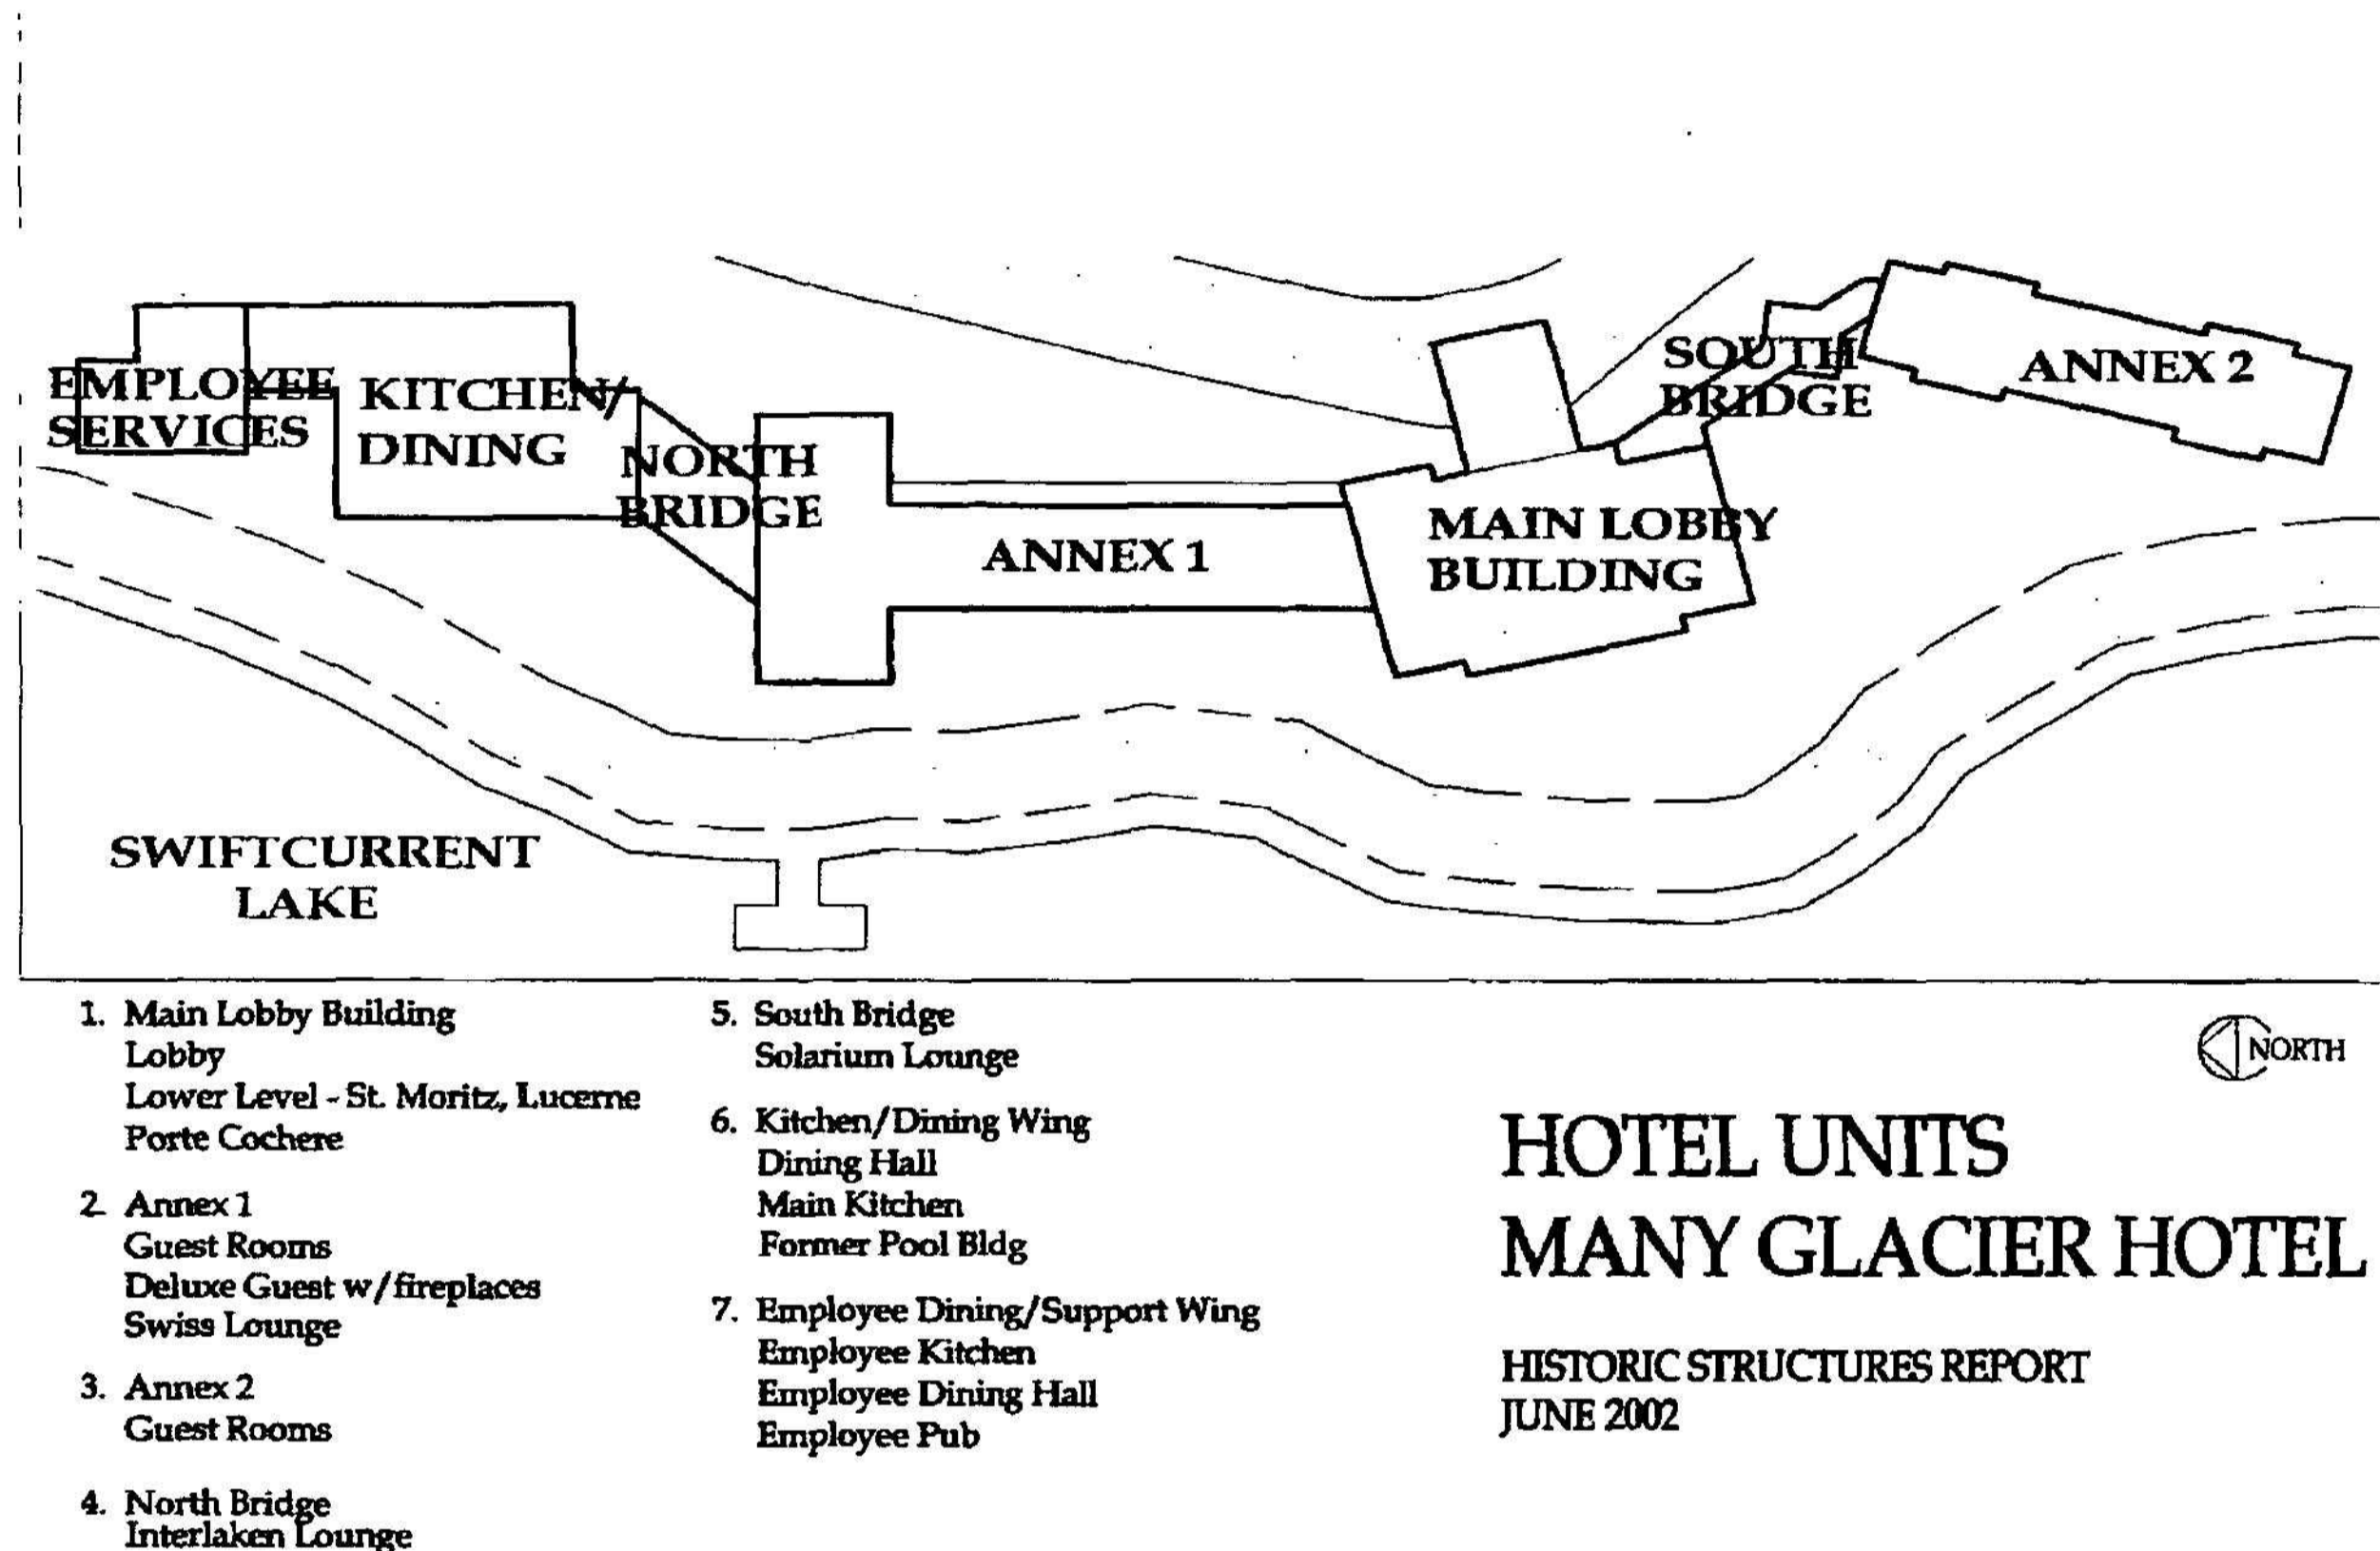 EMPLOYEE
SERVICES
KITCHEN/
DINING
NORTH
BRIDGE
ANNEX 1
MAIN LOBBY
BUILDING
SOUTH
BRIDGE
ANNEX 2
SWIFTCURRENT
LAKE
1. Main Lobby Building
Lobby
Lower Level - St. Moritz, Lucerne
Porte Cochere
2. Annex 1
Guest Rooms
Deluxe Guest w/fireplaces
Swiss Lounge
3. Annex 2
Guest Rooms
4. North Bridge
Interlaken Lounge
5. South Bridge
Solarium Lounge
6. Kitchen/Dining Wing
Dining Hall
Main Kitchen
Former Pool Bldg
7. Employee Dining/Support Wing
Employee Kitchen
Employee Dining Hall
Employee Pub
NORTH
HOTEL UNITS
MANY GLACIER HOTEL
HISTORIC STRUCTURES REPORT
JUNE 2002